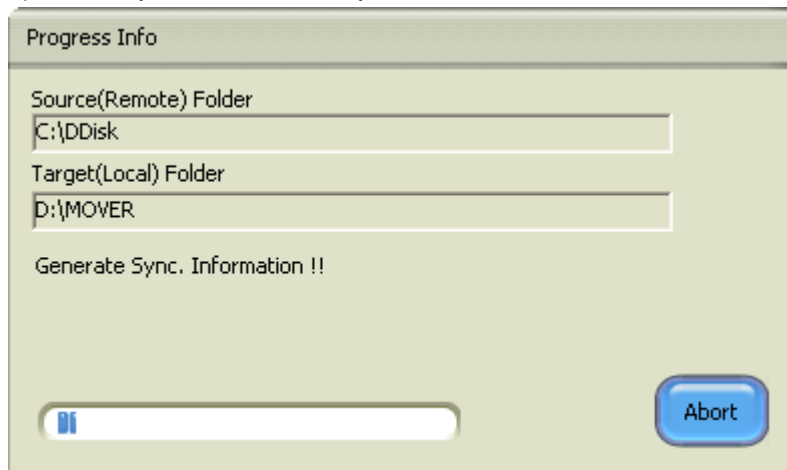 Progress Info
Source(Remote) Folder
C:\DDisk
Target(Local) Folder
D:\MOVER
Generate Sync. Information !!
Abort